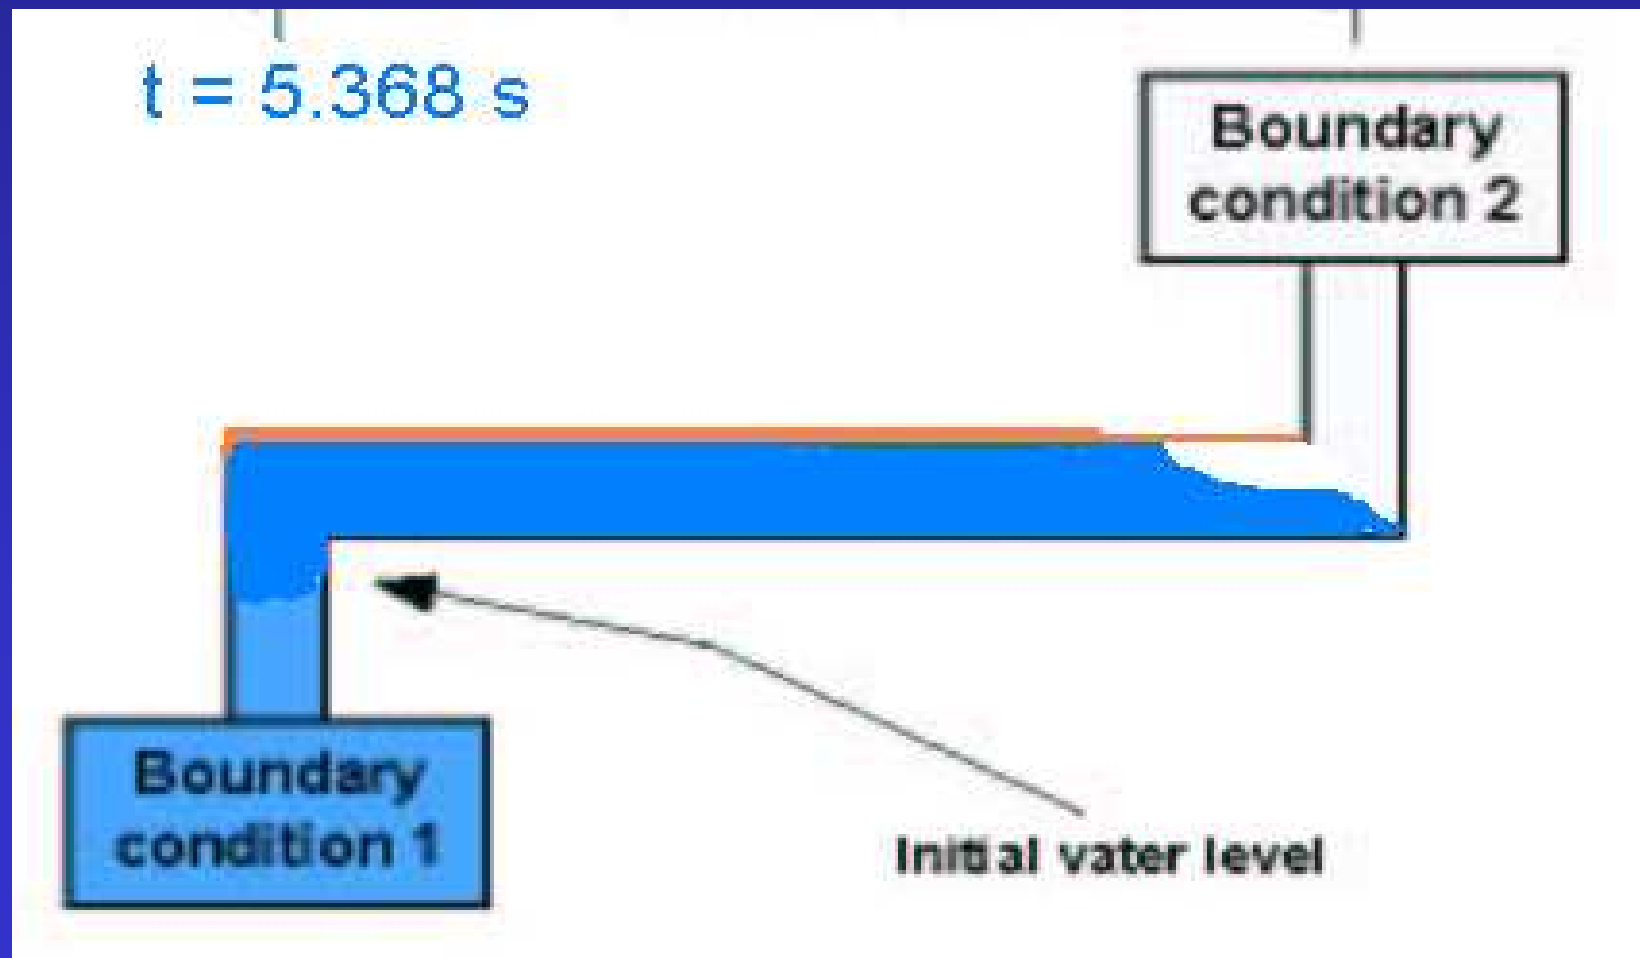 t = 5.368 s
Boundary
condition 2
Boundary
condition 1
Initial vater level